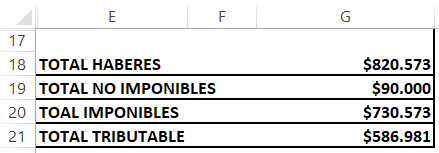 E F G
17
18 TOTAL HABERES $820.573
19 TOTAL NO IMPONIBLES $90.000
20 TOAL IMPONIBLES $730.573
21 TOTAL TRIBUTABLE $586.981